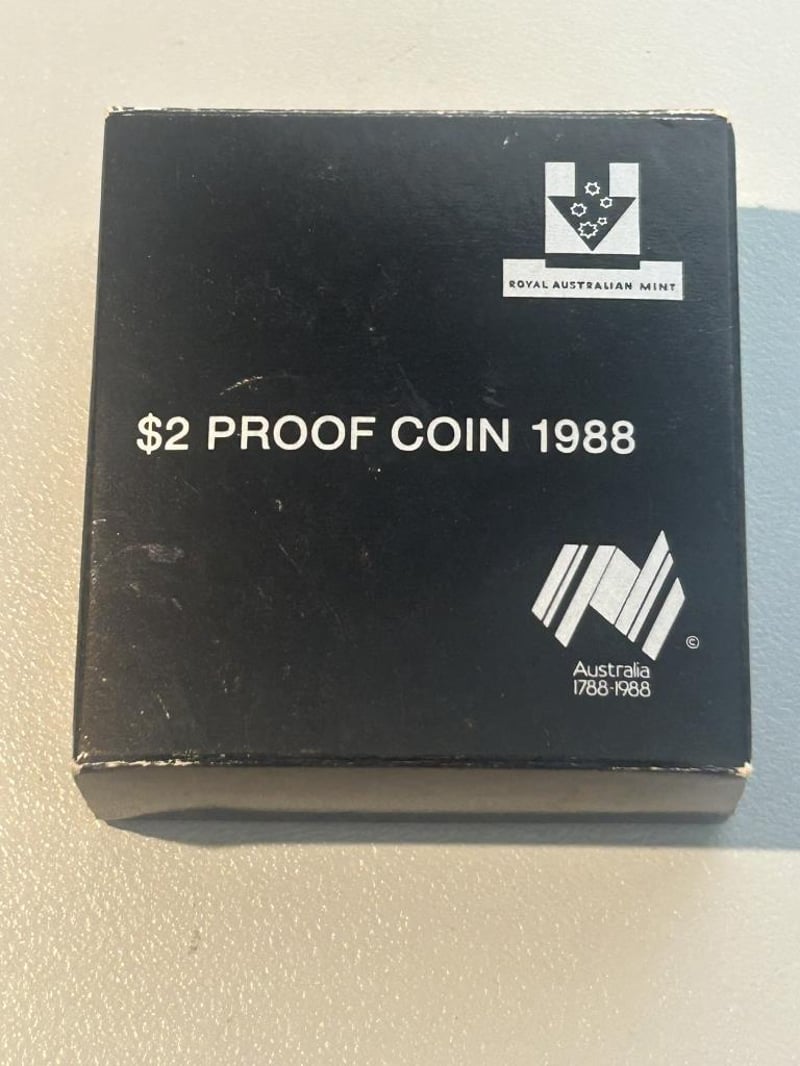 ROYAL AUSTRALIAN MINT
$2 PROOF COIN 1988
©
Australia
1788-1988